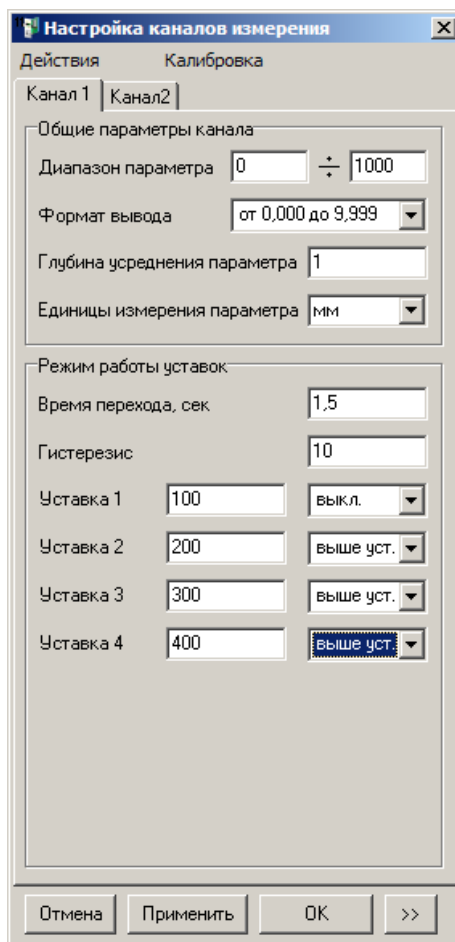 Настройка каналов измерения
Действия Калибровка
Канал 1 Канал2
Общие параметры канала
Диапазон параметра 0 ÷ 1000
Формат вывода от 0,000 до 9,999
Глубина усреднения параметра 1
Единицы измерения параметра мм
Режим работы уставок
Время перехода, сек 1,5
Гистерезис 10
Уставка 1 100 выкл.
Уставка 2 200 выше уст.
Уставка 3 300 выше уст.
Уставка 4 400 выше уст.
Отмена Применить OK >>